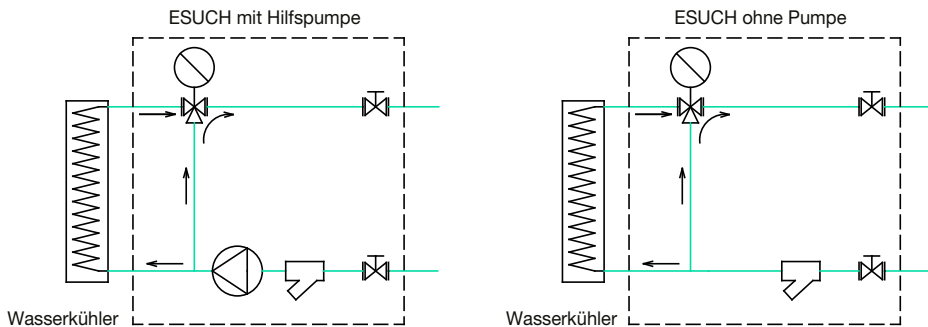 ESUCH mit Hilfspumpe
ESUCH ohne Pumpe
Wasserkühler
Wasserkühler